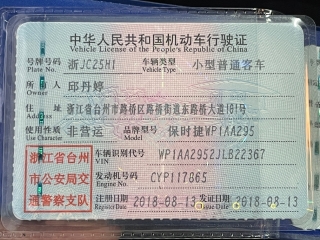 中华人民共和国机动车行驶证
Vehicle License of the People's Republic of China
号牌号码 浙JC25M1 车辆类型 小型普通客车
Plate No. Vehicle Type
所有人 邱丹婷
Owner
住址 浙江省台州市路桥区路桥街道东路桥大道181号
Address
使用性质 非营运 品牌型号 保时捷WP1AA295
Use Character Model
浙江省台州
市公安局交
通警察支队
车辆识别代号 WP1AA2952JLB22367
VIN
发动机号码 CYP117865
Engine No.
注册日期 2018-08-13 发证日期 2018-08-13
Register Date Issue Date